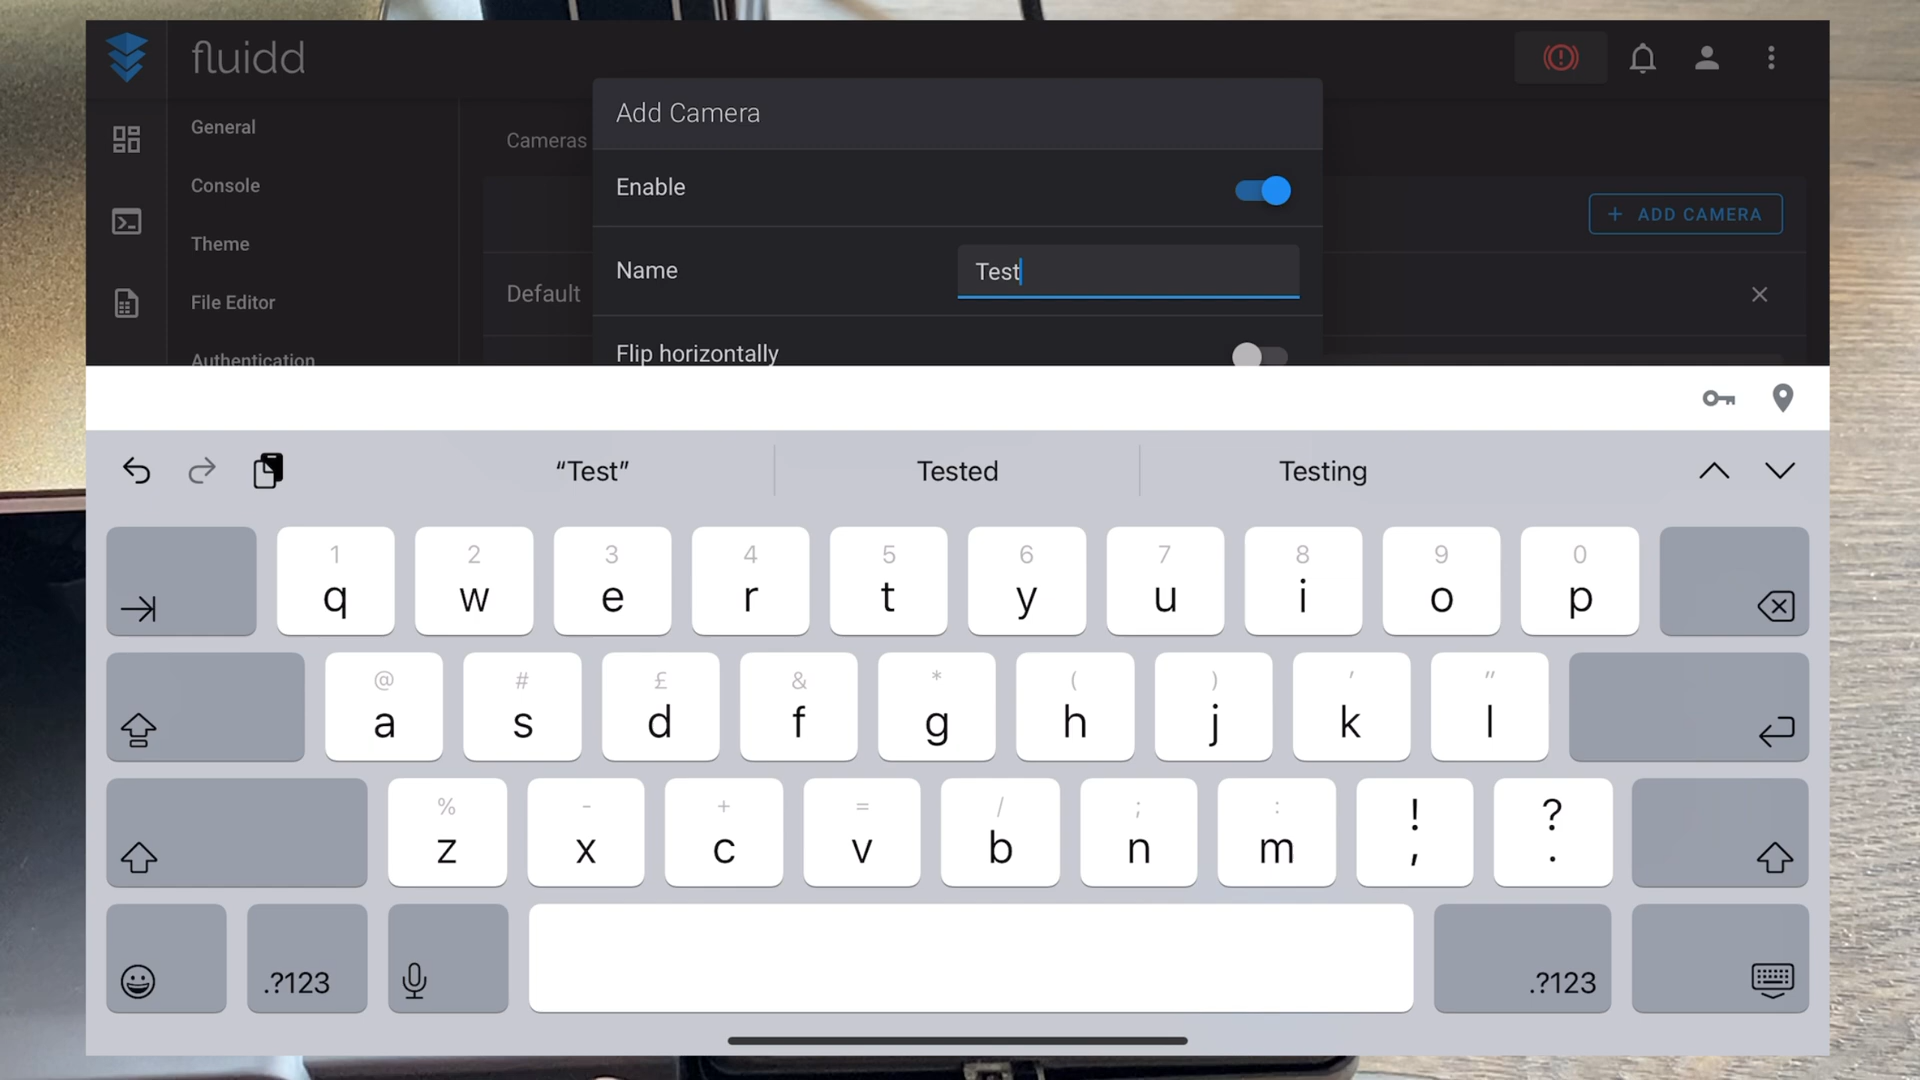 fluidd
General
Console
Theme
File Editor
Authentication
Cameras
Default
+ ADD CAMERA
Add Camera
Enable
Name
Test
Flip horizontally
“Test”
Tested
Testing
1 2 3 4 5 6 7 8 9 0
q w e r t y u i o p
@ # £ & * ( ) ' "
a s d f g h j k l
% - + = / ; : ! ?
z x c v b n m , .
.?123
.?123